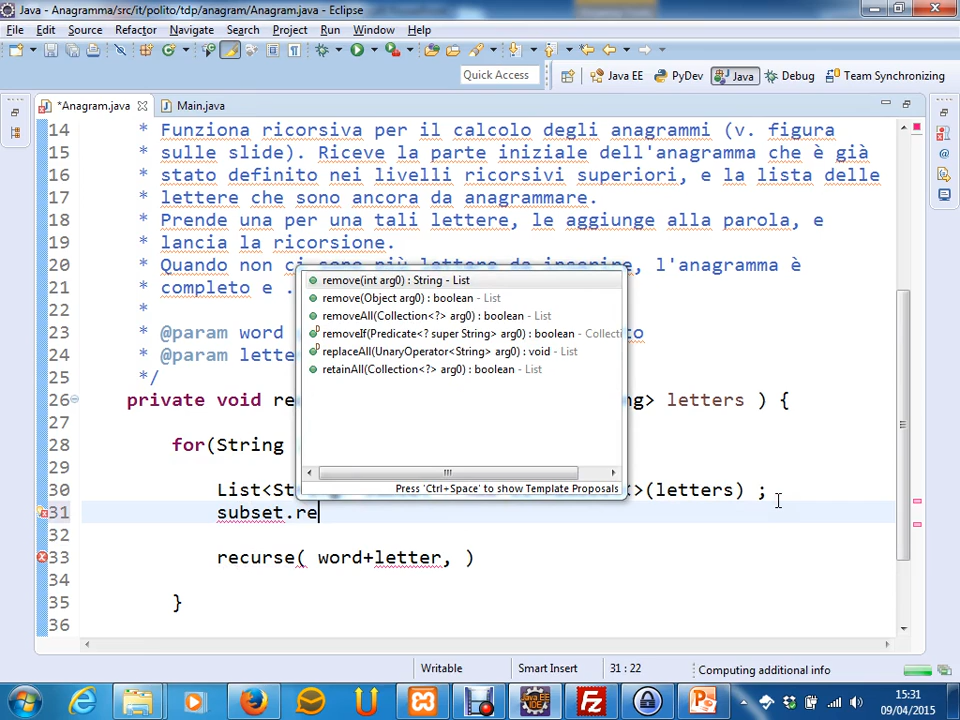 Java - Anagramma/src/it/polito/tdp/anagram/Anagram.java - Eclipse
File Edit Source Refactor Navigate Search Project Run Window Help
Quick Access Java EE PyDev Java Debug Team Synchronizing
*Anagram.java Main.java
14 * Funziona ricorsiva per il calcolo degli anagrammi (v. figura
15 * sulle slide). Riceve la parte iniziale dell'anagramma che è già
16 * stato definito nei livelli ricorsivi superiori, e la lista delle
17 * lettere che sono ancora da anagrammare.
18 * Prende una per una tali lettere, le aggiunge alla parola, e
19 * lancia la ricorsione.
20 * Quando non ci sono più lettere da inserire, l'anagramma è
21 * completo e .
22 *
23 * @param word
24 * @param lette
25 */
26 private void re g> letters ) {
27
28 for(String
29
30 List<St >(letters) ;
31 subset.re
32
33 recurse( word+letter, )
34
35 }
36
remove(int arg0) : String - List
remove(Object arg0) : boolean - List
removeAll(Collection<?> arg0) : boolean - List
removeIf(Predicate<? super String> arg0) : boolean - Collecti
replaceAll(UnaryOperator<String> arg0) : void - List
retainAll(Collection<?> arg0) : boolean - List
Press 'Ctrl+Space' to show Template Proposals
Writable Smart Insert 31 : 22 Computing additional info
15:31
09/04/2015